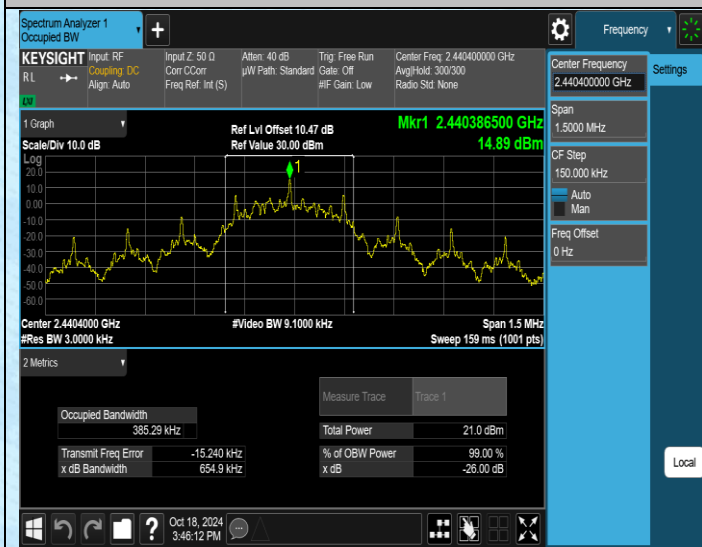 Spectrum Analyzer 1
Occupied BW
Frequency
KEYSIGHT
RL
Input: RF
Coupling: DC
Align: Auto
Input Z: 50 Ω
Corr CCorr
Freq Ref: Int (S)
Atten: 40 dB
µW Path: Standard
Trig: Free Run
Gate: Off
#IF Gain: Low
Center Freq: 2.440400000 GHz
Avg|Hold: 300/300
Radio Std: None
LXI
1 Graph
Scale/Div 10.0 dB
Ref Lvl Offset 10.47 dB
Ref Value 30.00 dBm
Mkr1 2.440386500 GHz
14.89 dBm
Log
20.0
10.0
0.00
-10.0
-20.0
-30.0
-40.0
-50.0
-60.0
1
Center 2.4404000 GHz
#Res BW 3.0000 kHz
#Video BW 9.1000 kHz
Span 1.5 MHz
Sweep 159 ms (1001 pts)
2 Metrics
Measure Trace
Trace 1
Occupied Bandwidth
385.29 kHz
Total Power
21.0 dBm
Transmit Freq Error
-15.240 kHz
% of OBW Power
99.00 %
x dB Bandwidth
654.9 kHz
x dB
-26.00 dB
Center Frequency
2.440400000 GHz
Settings
Span
1.5000 MHz
CF Step
150.000 kHz
Auto
Man
Freq Offset
0 Hz
Local
?
Oct 18, 2024
3:46:12 PM